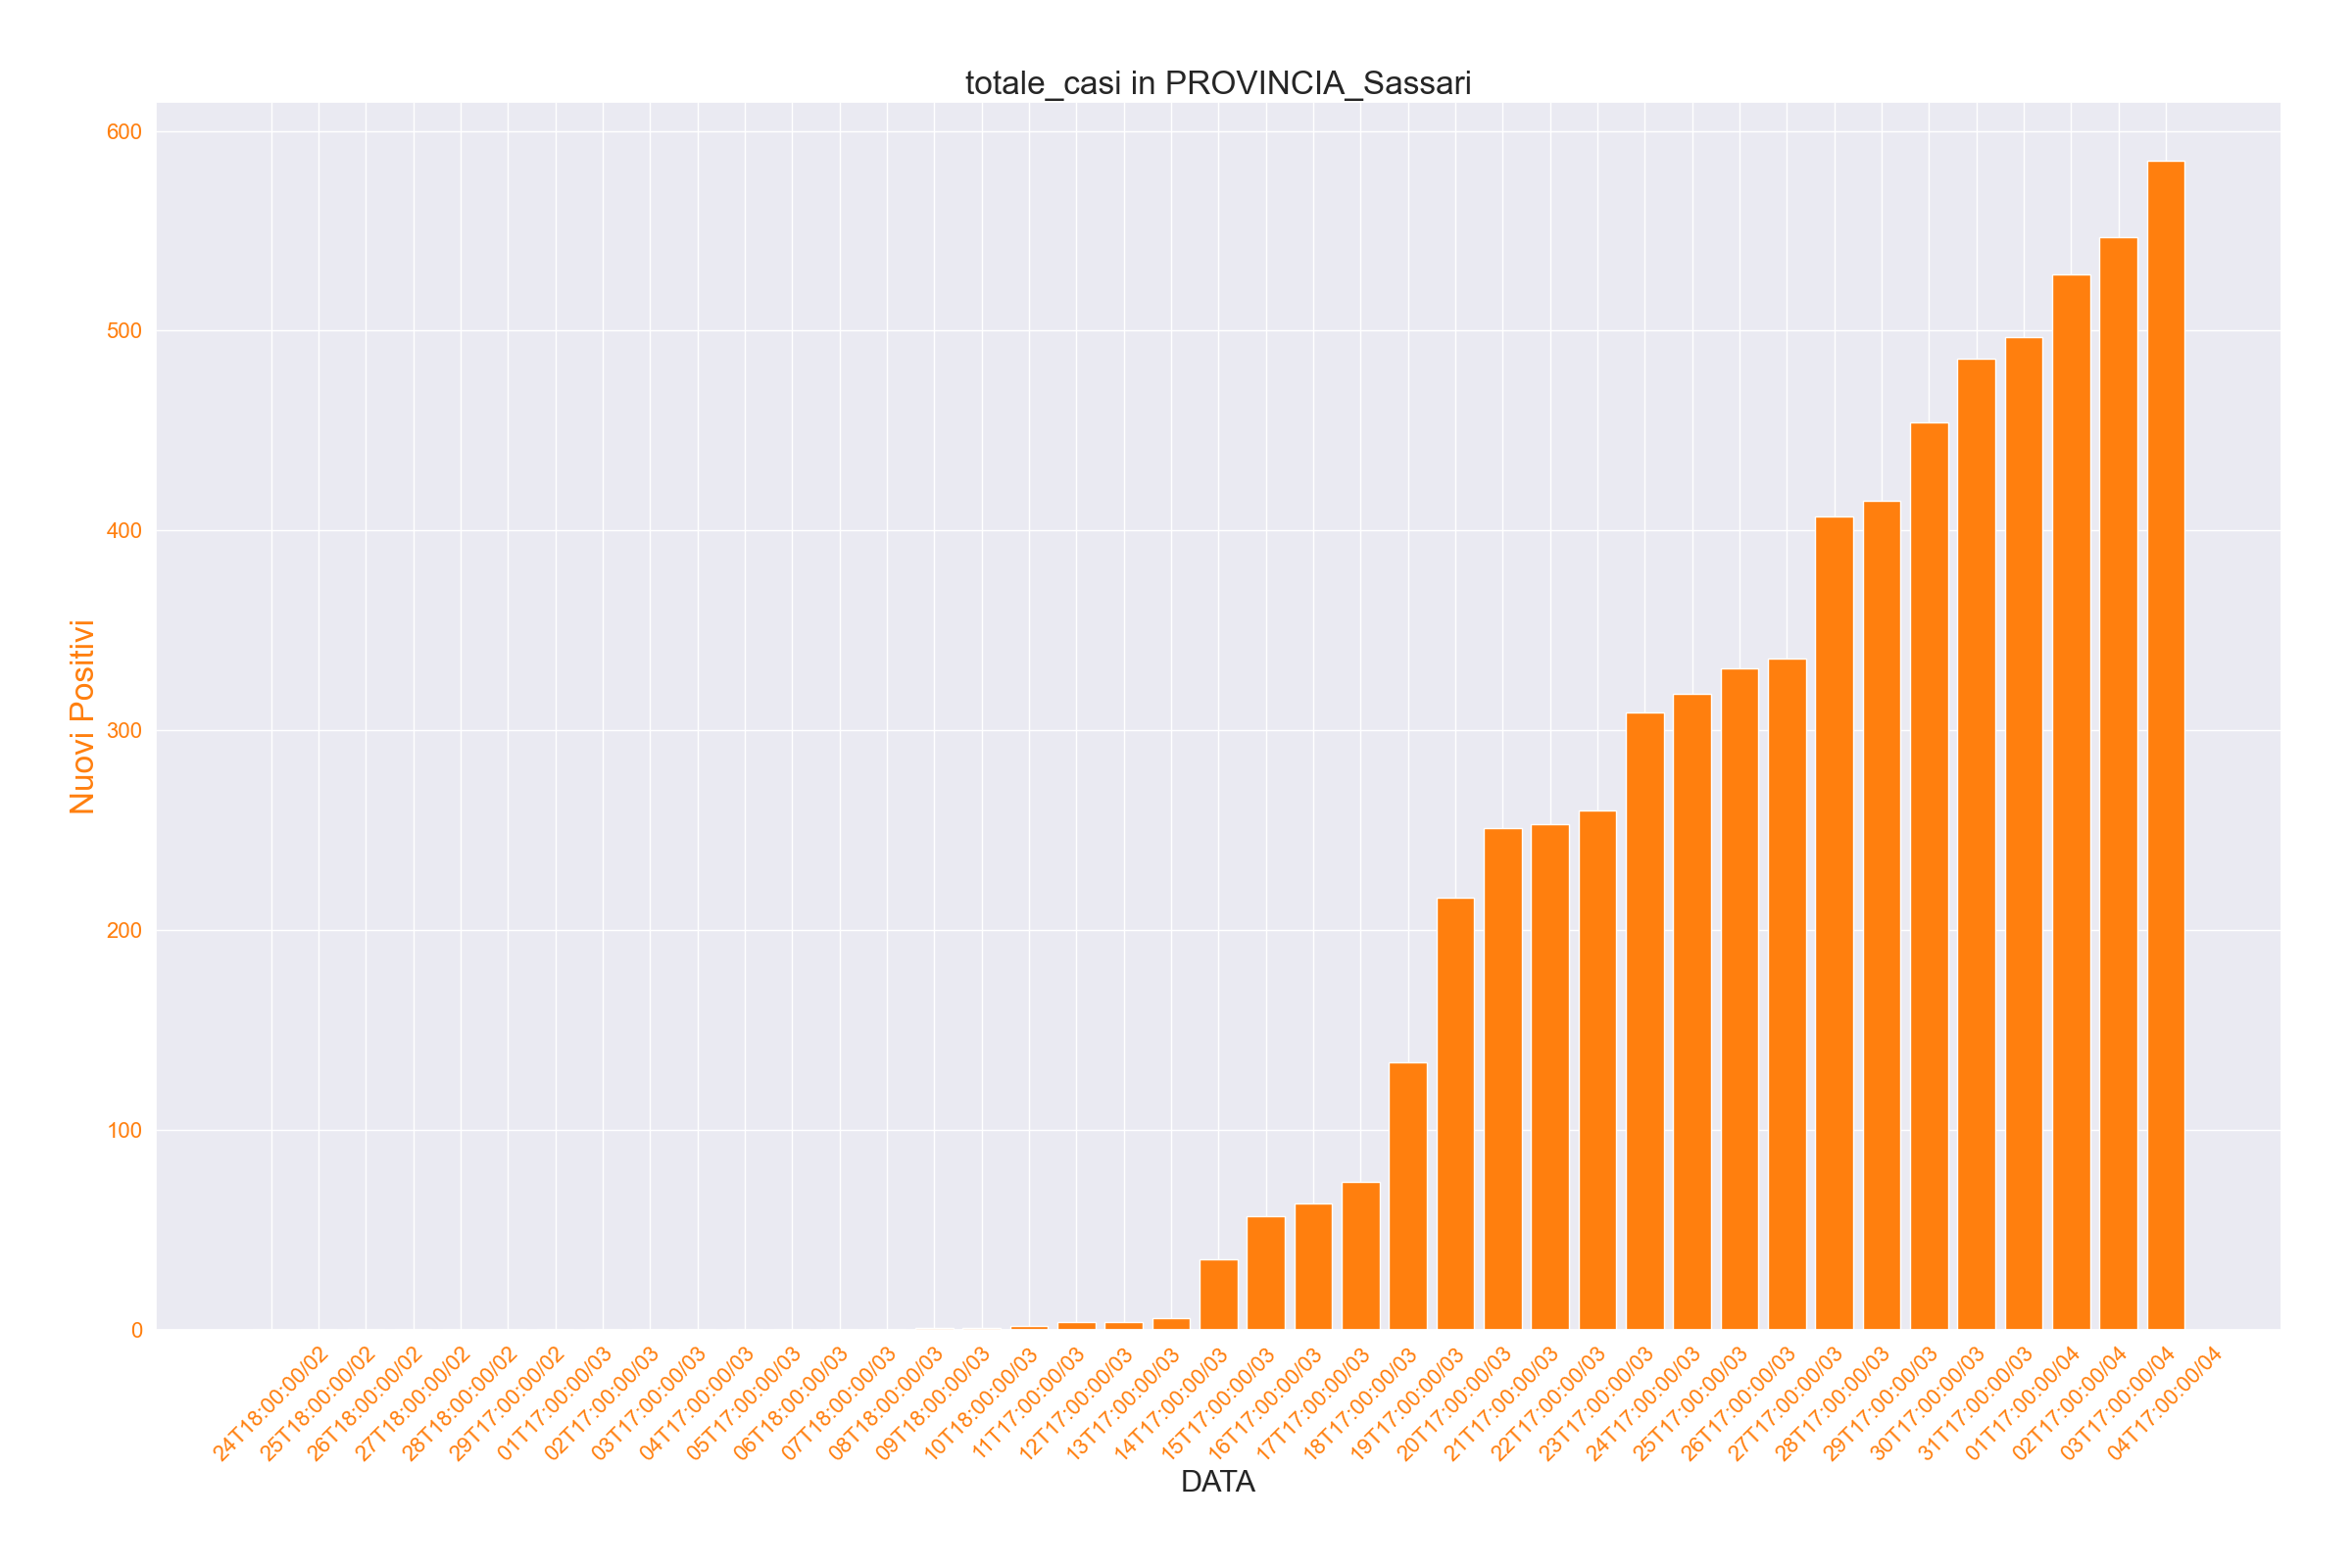 totale_casi in PROVINCIA_Sassari
600
500
400
300
200
100
0
Nuovi Positivi
24T18:00:00/02
25T18:00:00/02
26T18:00:00/02
27T18:00:00/02
28T18:00:00/02
29T17:00:00/02
01T17:00:00/03
02T17:00:00/03
03T17:00:00/03
04T17:00:00/03
05T17:00:00/03
06T18:00:00/03
07T18:00:00/03
08T18:00:00/03
09T18:00:00/03
10T18:00:00/03
11T17:00:00/03
12T17:00:00/03
13T17:00:00/03
14T17:00:00/03
15T17:00:00/03
16T17:00:00/03
17T17:00:00/03
18T17:00:00/03
19T17:00:00/03
20T17:00:00/03
21T17:00:00/03
22T17:00:00/03
23T17:00:00/03
24T17:00:00/03
25T17:00:00/03
26T17:00:00/03
27T17:00:00/03
28T17:00:00/03
29T17:00:00/03
30T17:00:00/03
31T17:00:00/03
01T17:00:00/04
02T17:00:00/04
03T17:00:00/04
04T17:00:00/04
DATA